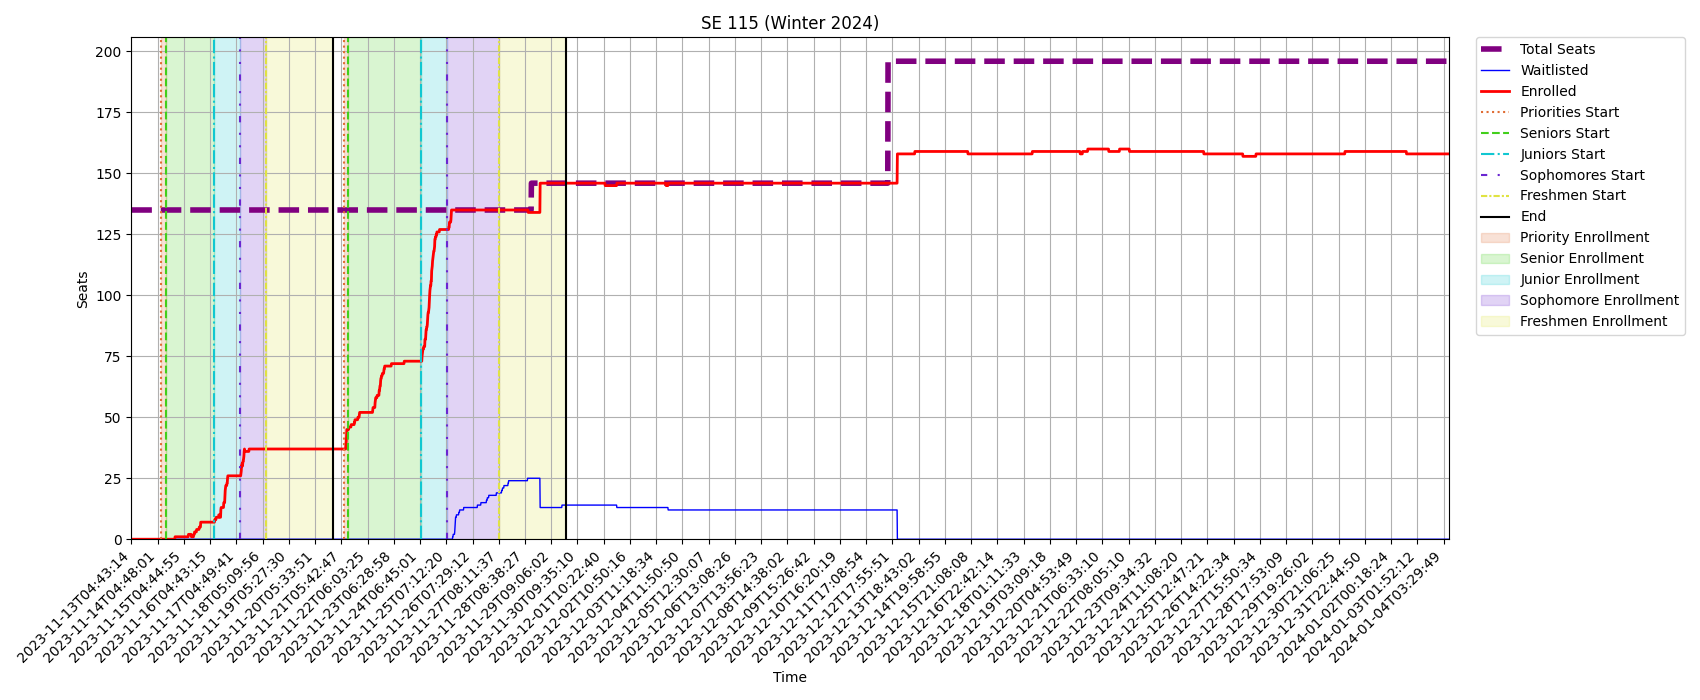 SE 115 (Winter 2024)
Seats
200
175
150
125
100
75
50
25
0
2023-11-13T04:43:14
2023-11-14T04:48:01
2023-11-15T04:44:55
2023-11-16T04:43:15
2023-11-17T04:49:41
2023-11-18T05:09:56
2023-11-19T05:27:30
2023-11-20T05:33:51
2023-11-21T05:42:47
2023-11-22T06:03:25
2023-11-23T06:28:58
2023-11-24T06:45:01
2023-11-25T07:12:20
2023-11-26T07:29:12
2023-11-27T08:11:37
2023-11-28T08:38:27
2023-11-29T09:06:02
2023-11-30T09:35:10
2023-12-01T10:22:40
2023-12-02T10:50:16
2023-12-03T11:18:34
2023-12-04T11:50:50
2023-12-05T12:30:07
2023-12-06T13:08:26
2023-12-07T13:56:23
2023-12-08T14:38:02
2023-12-09T15:26:42
2023-12-10T16:20:19
2023-12-11T17:08:54
2023-12-12T17:55:51
2023-12-13T18:43:02
2023-12-14T19:58:55
2023-12-15T21:08:08
2023-12-16T22:42:14
2023-12-18T01:11:33
2023-12-19T03:09:18
2023-12-20T04:53:49
2023-12-21T06:33:10
2023-12-22T08:05:10
2023-12-23T09:34:32
2023-12-24T11:08:20
2023-12-25T12:47:21
2023-12-26T14:22:34
2023-12-27T15:50:34
2023-12-28T17:53:09
2023-12-29T19:26:02
2023-12-30T21:06:25
2023-12-31T22:44:50
2024-01-02T00:18:24
2024-01-03T01:52:12
2024-01-04T03:29:49
Time
Total Seats
Waitlisted
Enrolled
Priorities Start
Seniors Start
Juniors Start
Sophomores Start
Freshmen Start
End
Priority Enrollment
Senior Enrollment
Junior Enrollment
Sophomore Enrollment
Freshmen Enrollment